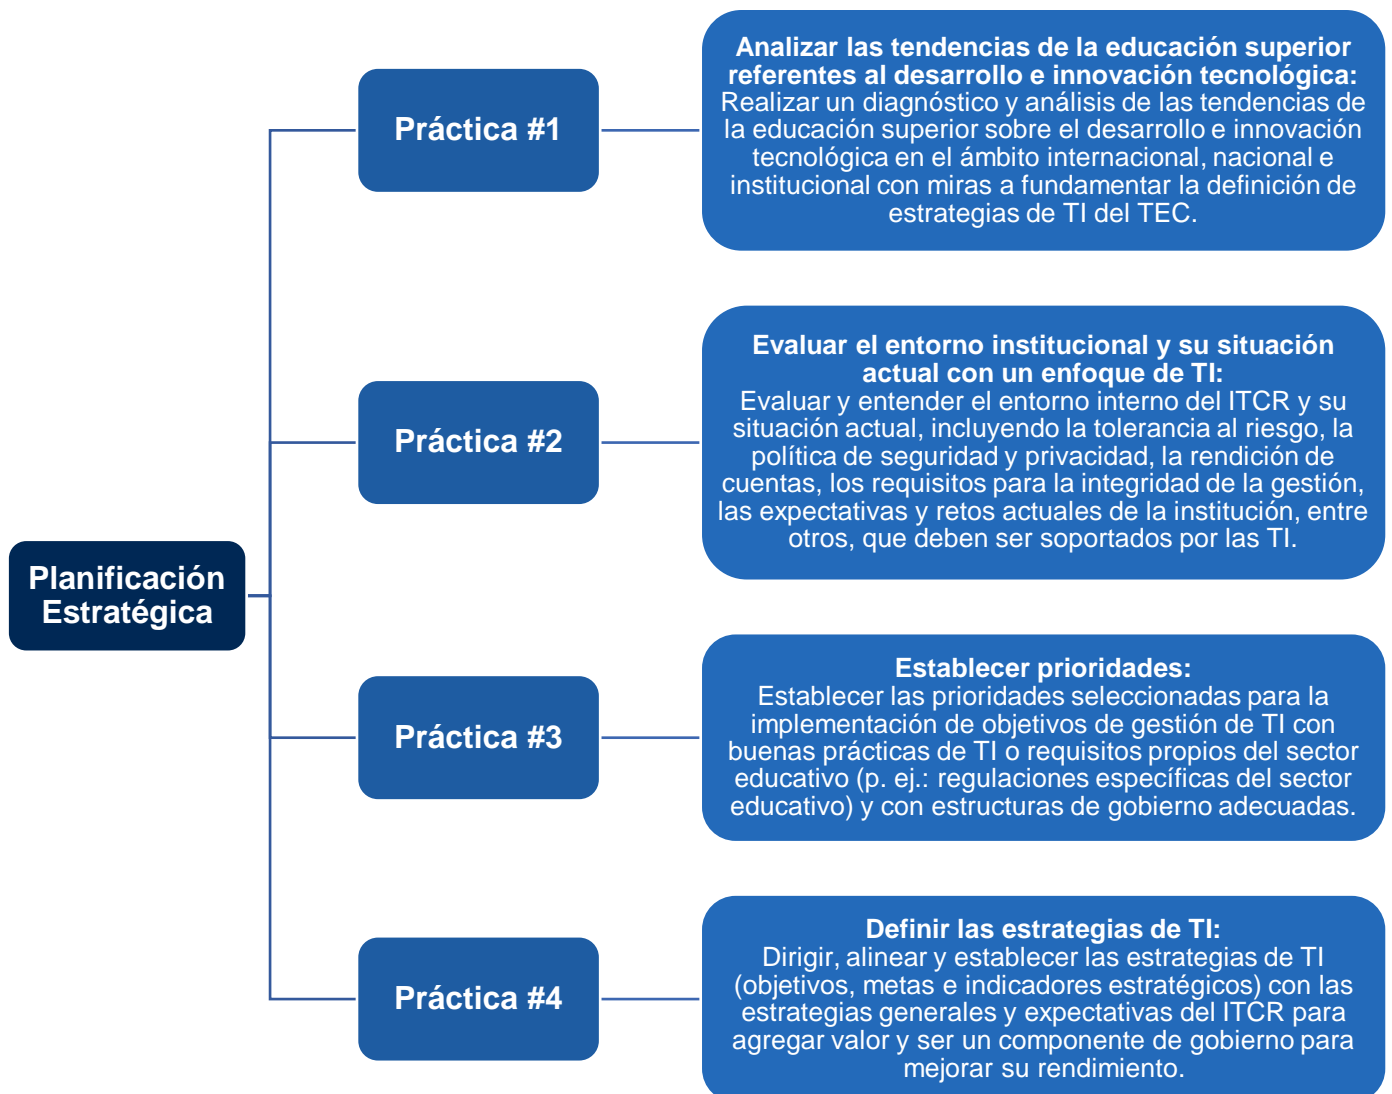 Planificación
Estratégica
Práctica #1
Analizar las tendencias de la educación superior
referentes al desarrollo e innovación tecnológica:
Realizar un diagnóstico y análisis de las tendencias de
la educación superior sobre el desarrollo e innovación
tecnológica en el ámbito internacional, nacional e
institucional con miras a fundamentar la definición de
estrategias de TI del TEC.
Práctica #2
Evaluar el entorno institucional y su situación
actual con un enfoque de TI:
Evaluar y entender el entorno interno del ITCR y su
situación actual, incluyendo la tolerancia al riesgo, la
política de seguridad y privacidad, la rendición de
cuentas, los requisitos para la integridad de la gestión,
las expectativas y retos actuales de la institución, entre
otros, que deben ser soportados por las TI.
Práctica #3
Establecer prioridades:
Establecer las prioridades seleccionadas para la
implementación de objetivos de gestión de TI con
buenas prácticas de TI o requisitos propios del sector
educativo (p. ej.: regulaciones específicas del sector
educativo) y con estructuras de gobierno adecuadas.
Práctica #4
Definir las estrategias de TI:
Dirigir, alinear y establecer las estrategias de TI
(objetivos, metas e indicadores estratégicos) con las
estrategias generales y expectativas del ITCR para
agregar valor y ser un componente de gobierno para
mejorar su rendimiento.